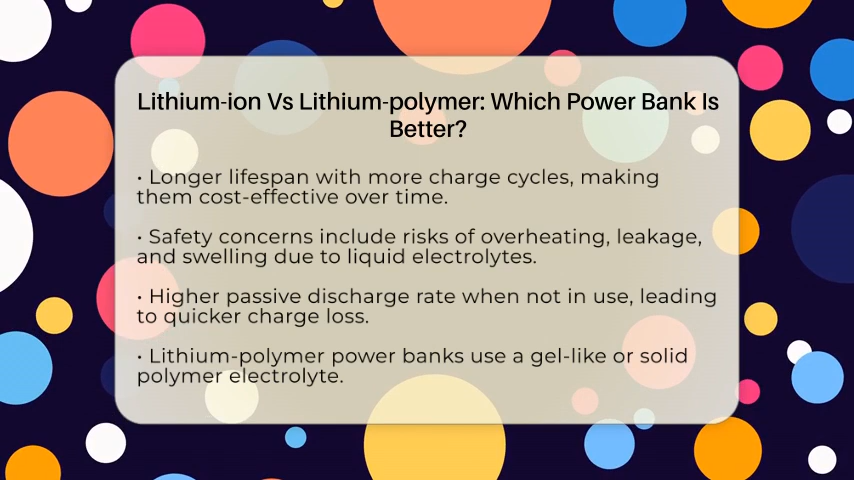 Lithium-ion Vs Lithium-polymer: Which Power Bank Is
Better?
• Longer lifespan with more charge cycles, making
them cost-effective over time.
• Safety concerns include risks of overheating, leakage,
and swelling due to liquid electrolytes.
• Higher passive discharge rate when not in use, leading
to quicker charge loss.
• Lithium-polymer power banks use a gel-like or solid
polymer electrolyte.